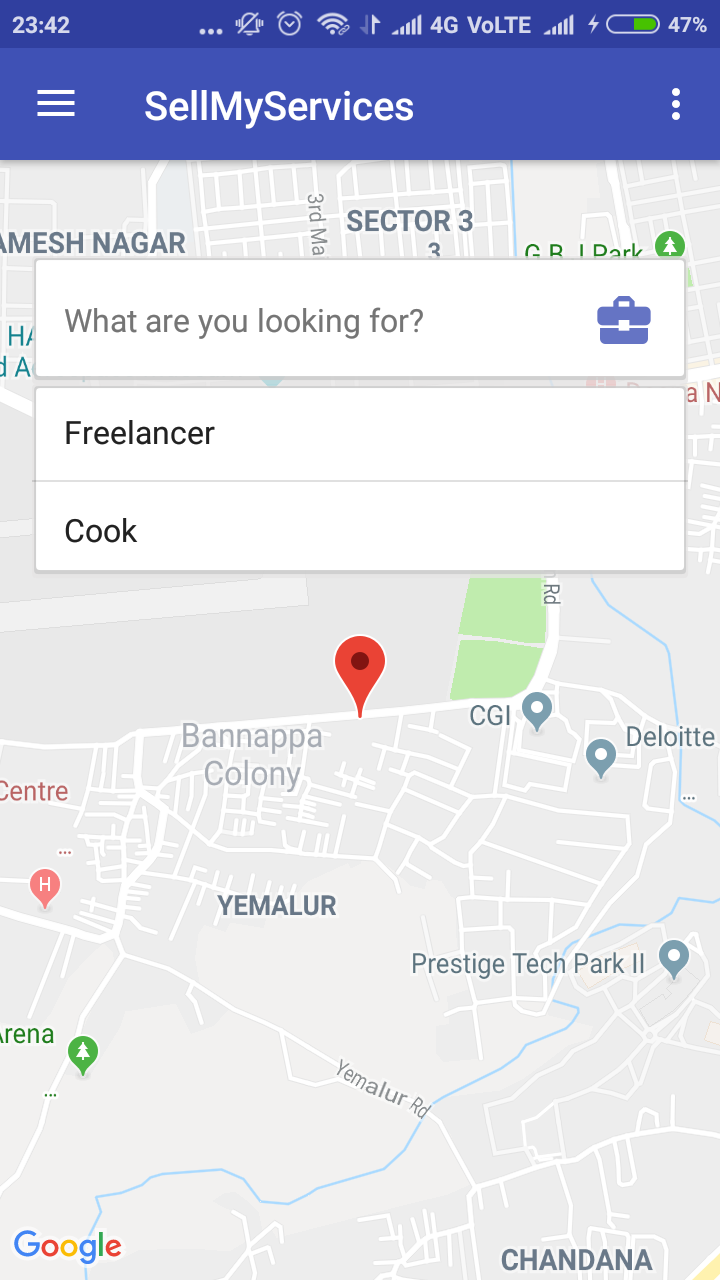 23:42
... 4G VoLTE 47%
SellMyServices
3rd Ma
SECTOR 3
3
AMESH NAGAR
G.B.J Park
What are you looking for?
HA
d A
a N
Freelancer
Cook
Rd
CGI
Bannappa
Colony
Deloitte
Centre
...
...
H
YEMALUR
Prestige Tech Park II
Arena
...
Yemalur Rd
Google
CHANDANA